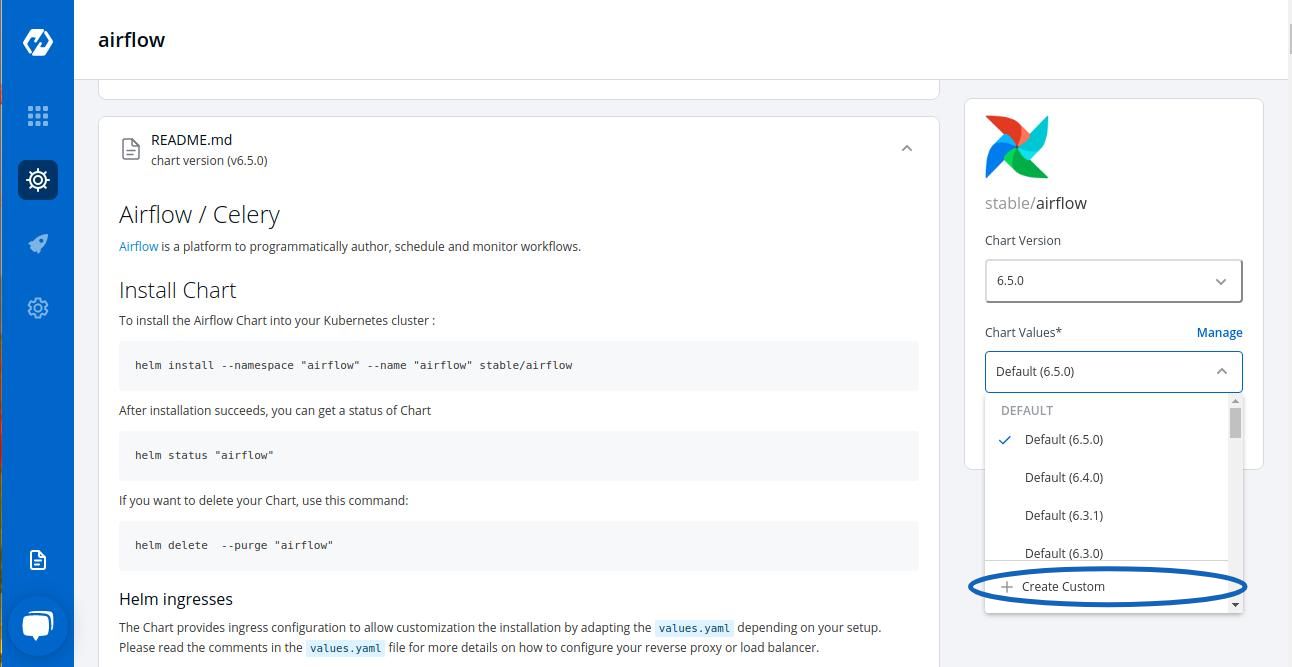 airflow
README.md
chart version (v6.5.0)
Airflow / Celery
Airflow is a platform to programmatically author, schedule and monitor workflows.
Install Chart
To install the Airflow Chart into your Kubernetes cluster :
helm install --namespace "airflow" --name "airflow" stable/airflow
After installation succeeds, you can get a status of Chart
helm status "airflow"
If you want to delete your Chart, use this command:
helm delete  --purge "airflow"
Helm ingresses
The Chart provides ingress configuration to allow customization the installation by adapting the values.yaml depending on your setup.
Please read the comments in the values.yaml file for more details on how to configure your reverse proxy or load balancer.
stable/airflow
Chart Version
6.5.0
Chart Values* Manage
Default (6.5.0)
DEFAULT
Default (6.5.0)
Default (6.4.0)
Default (6.3.1)
Default (6.3.0)
Create Custom